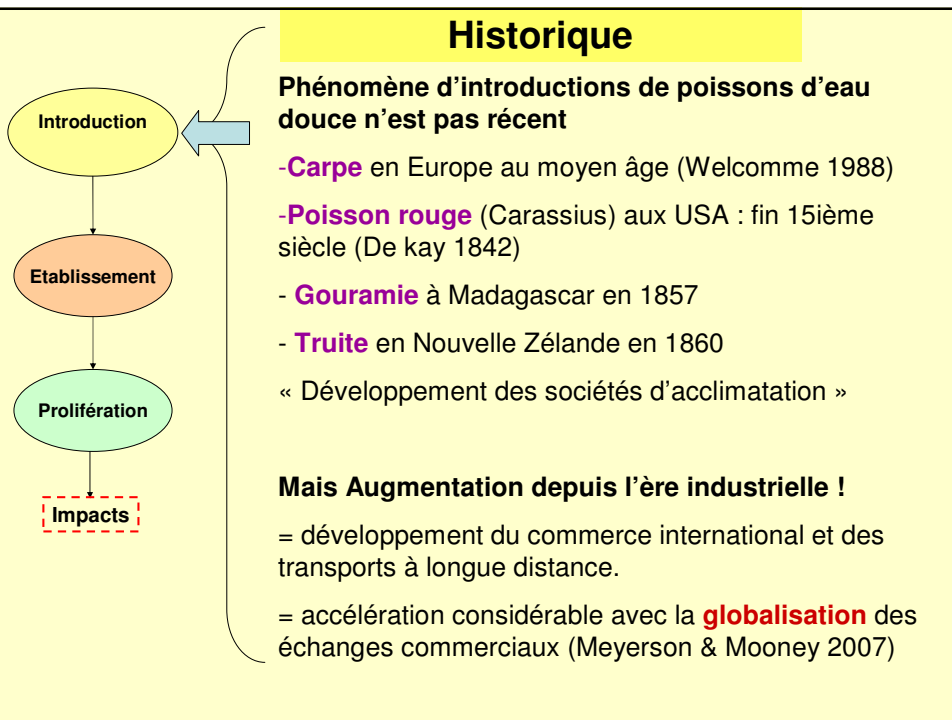 Historique
Introduction
Etablissement
Prolifération
Impacts
Phénomène d'introductions de poissons d'eau
douce n'est pas récent
-Carpe en Europe au moyen âge (Welcomme 1988)
-Poisson rouge (Carassius) aux USA : fin 15ième
siècle (De kay 1842)
- Gouramie à Madagascar en 1857
- Truite en Nouvelle Zélande en 1860
« Développement des sociétés d'acclimatation »
Mais Augmentation depuis l'ère industrielle !
= développement du commerce international et des
transports à longue distance.
= accélération considérable avec la globalisation des
échanges commerciaux (Meyerson & Mooney 2007)